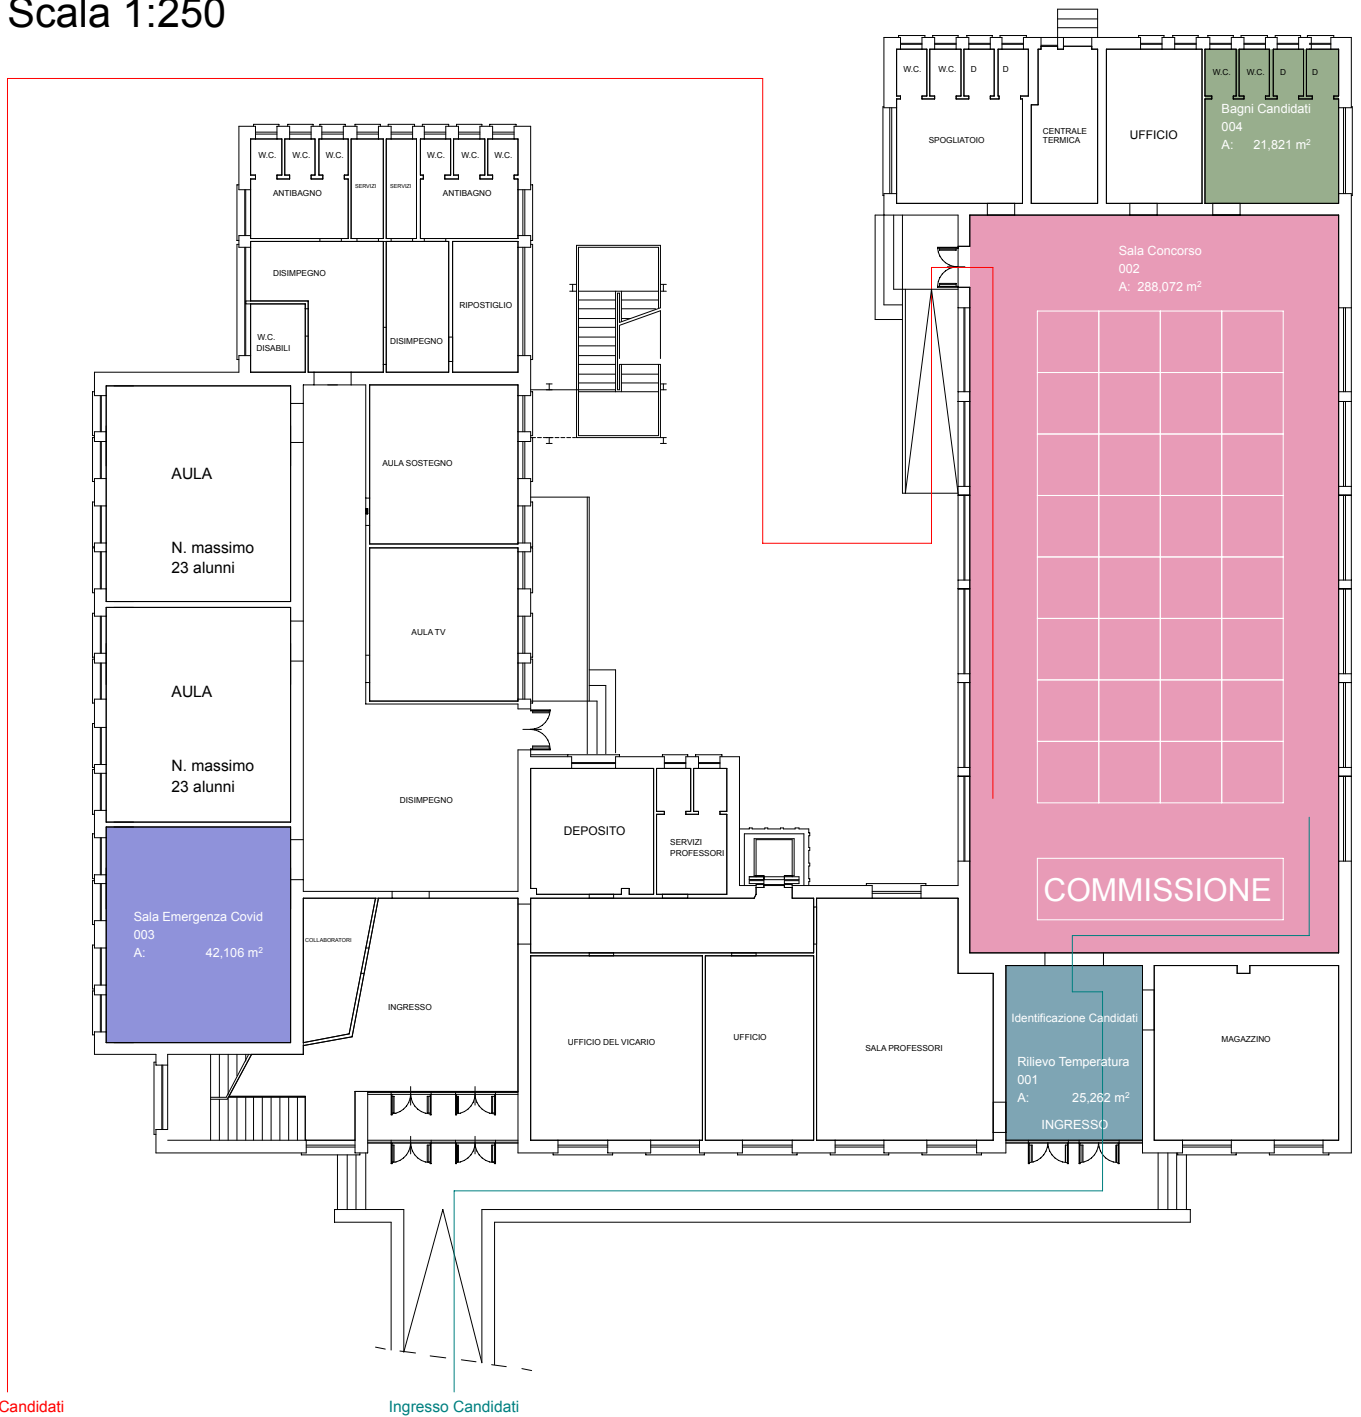 Scala 1:250
W.C.
W.C.
D
D
W.C.
W.C.
D
D
SPOGLIATOIO
CENTRALE
TERMICA
UFFICIO
Bagni Candidati
004
A: 21,821 m²
W.C.
W.C.
W.C.
SERVIZI
SERVIZI
W.C.
W.C.
W.C.
ANTIBAGNO
ANTIBAGNO
DISIMPEGNO
W.C.
DISABILI
DISIMPEGNO
RIPOSTIGLIO
Sala Concorso
002
A: 288,072 m²
AULA
N. massimo
23 alunni
AULA SOSTEGNO
AULA TV
AULA
N. massimo
23 alunni
DISIMPEGNO
DEPOSITO
SERVIZI
PROFESSORI
COMMISSIONE
Sala Emergenza Covid
003
A: 42,106 m²
COLLABORATORI
INGRESSO
UFFICIO DEL VICARIO
UFFICIO
SALA PROFESSORI
Identificazione Candidati
Rilievo Temperatura
001
A: 25,262 m²
INGRESSO
MAGAZZINO
Candidati
Ingresso Candidati